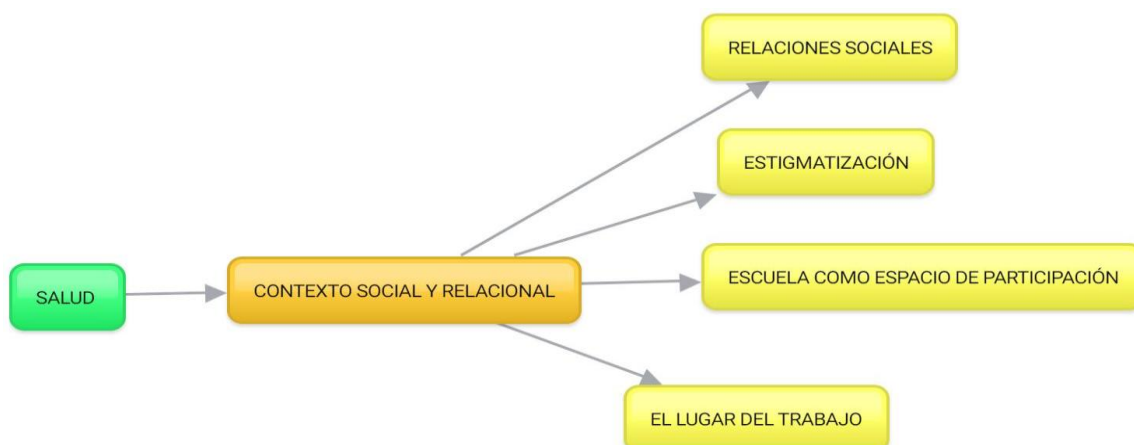 RELACIONES SOCIALES
ESTIGMATIZACIÓN
SALUD
CONTEXTO SOCIAL Y RELACIONAL
ESCUELA COMO ESPACIO DE PARTICIPACIÓN
EL LUGAR DEL TRABAJO